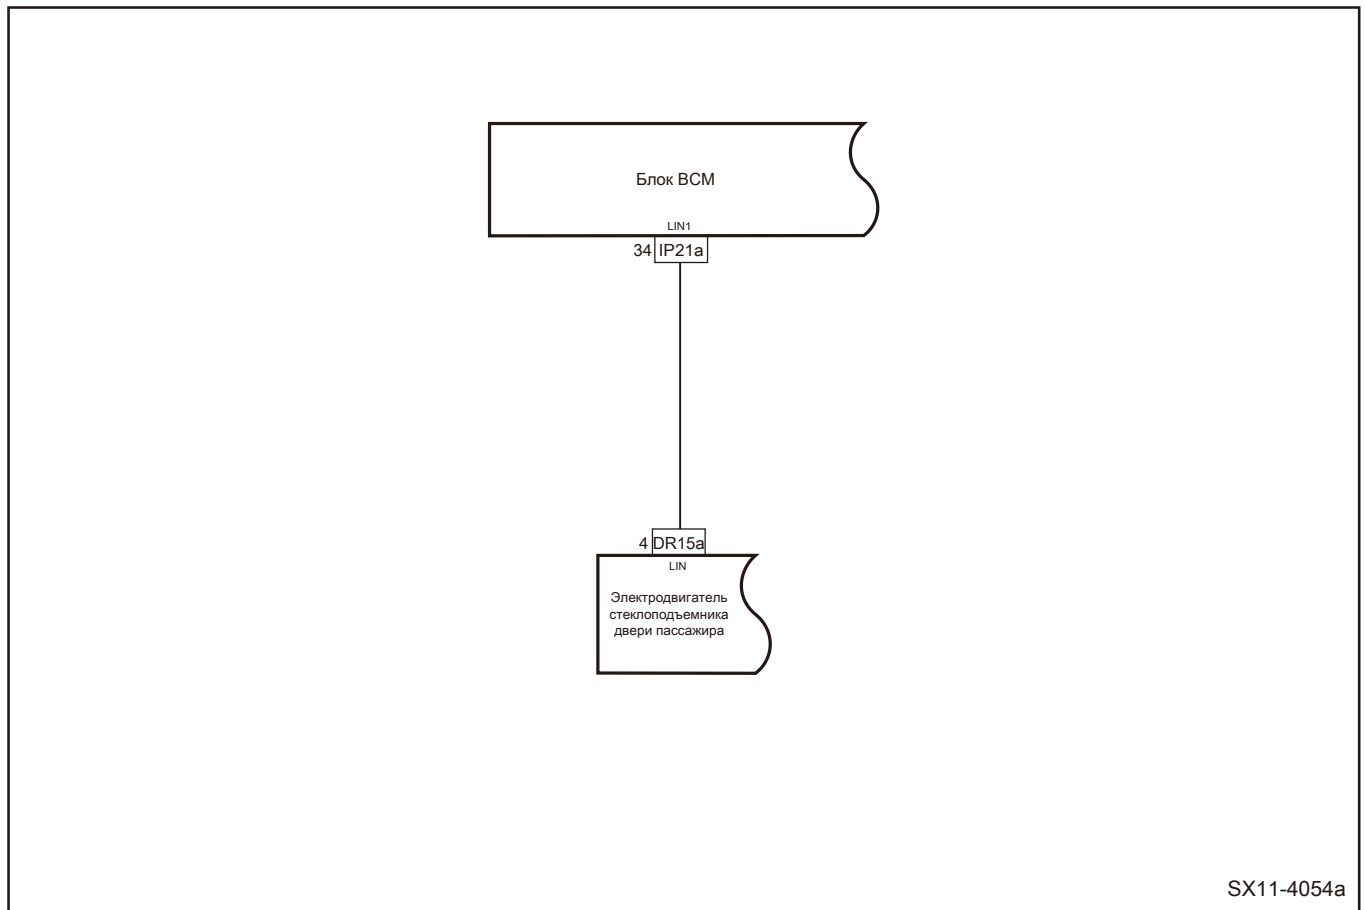 Блок BCM
LIN1
34 IP21a
4 DR15a
LIN
Электродвигатель
стеклоподъемника
двери пассажира
SX11-4054a